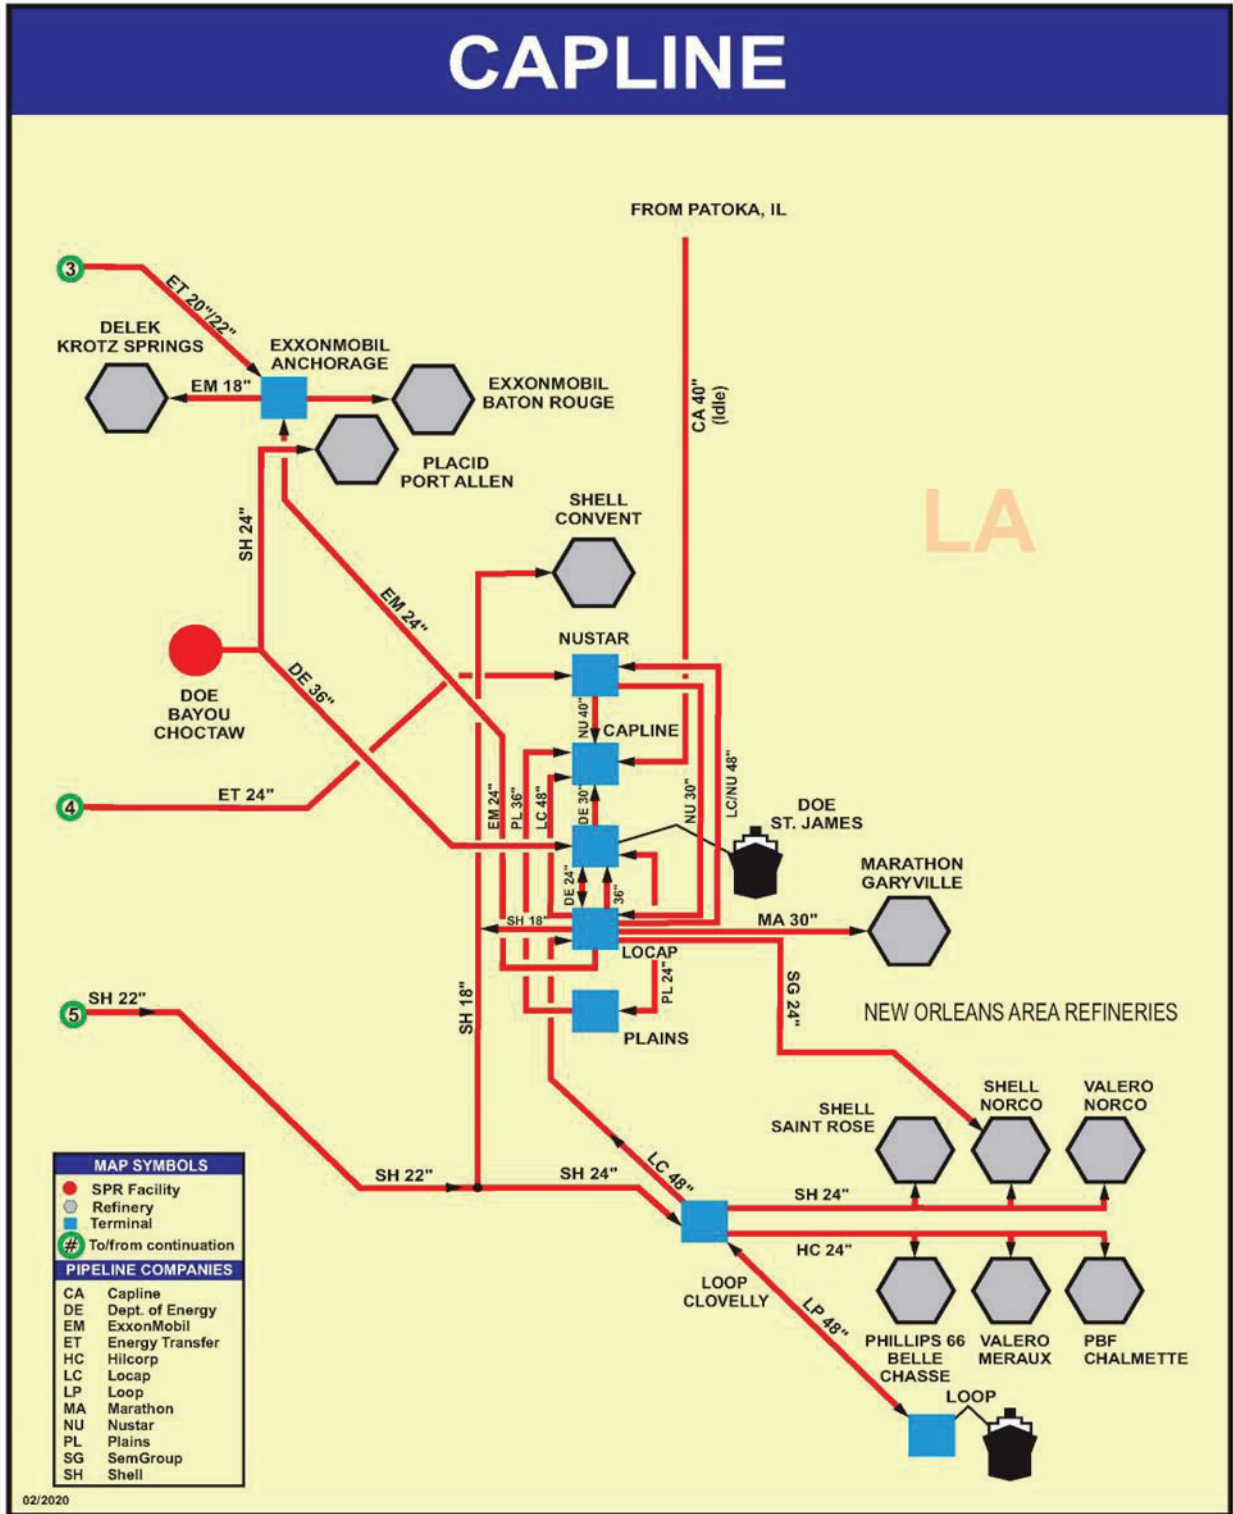 CAPLINE
FROM PATOKA, IL
3
ET 20"/22"
DELEK
KROTZ SPRINGS
EXXONMOBIL
ANCHORAGE
EM 18"
EXXONMOBIL
BATON ROUGE
CA 40"
(Idle)
PLACID
PORT ALLEN
SHELL
CONVENT
LA
SH 24"
EM 24"
NUSTAR
DE 36"
DOE
BAYOU
CHOCTAW
NU 40"
CAPLINE
4
ET 24"
EM 24"
PL 36"
LC 48"
DE 30"
NU 30"
LC/NU 48"
DOE
ST. JAMES
MARATHON
GARYVILLE
DE 24"
36"
SH 18"
MA 30"
LOCAP
PL 24"
SG 24"
5
SH 22"
SH 18"
NEW ORLEANS AREA REFINERIES
PLAINS
SHELL
SAINT ROSE
SHELL
NORCO
VALERO
NORCO
SH 22"
SH 24"
LC 48"
SH 24"
HC 24"
LOOP
CLOVELLY
LP 48"
PHILLIPS 66
BELLE
CHASSE
VALERO
MERAUX
PBF
CHALMETTE
LOOP
MAP SYMBOLS
SPR Facility
Refinery
Terminal
# To/from continuation
PIPELINE COMPANIES
CA Capline
DE Dept. of Energy
EM ExxonMobil
ET Energy Transfer
HC Hilcorp
LC Locap
LP Loop
MA Marathon
NU Nustar
PL Plains
SG SemGroup
SH Shell
02/2020